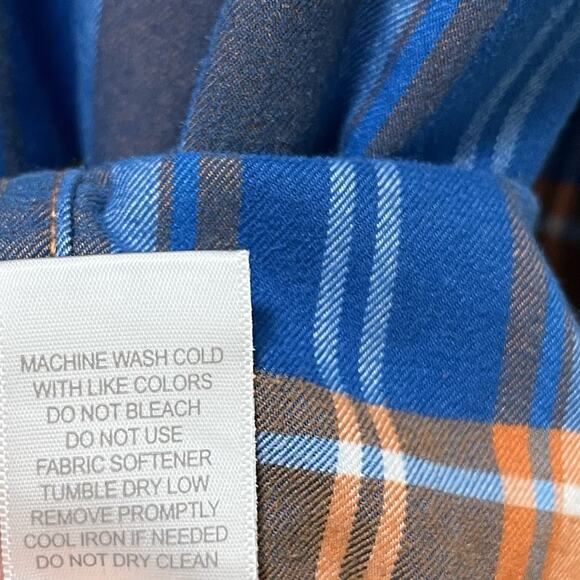 MACHINE WASH COLD
WITH LIKE COLORS
DO NOT BLEACH
DO NOT USE
FABRIC SOFTENER
TUMBLE DRY LOW
REMOVE PROMPTLY
COOL IRON IF NEEDED
DO NOT DRY CLEAN